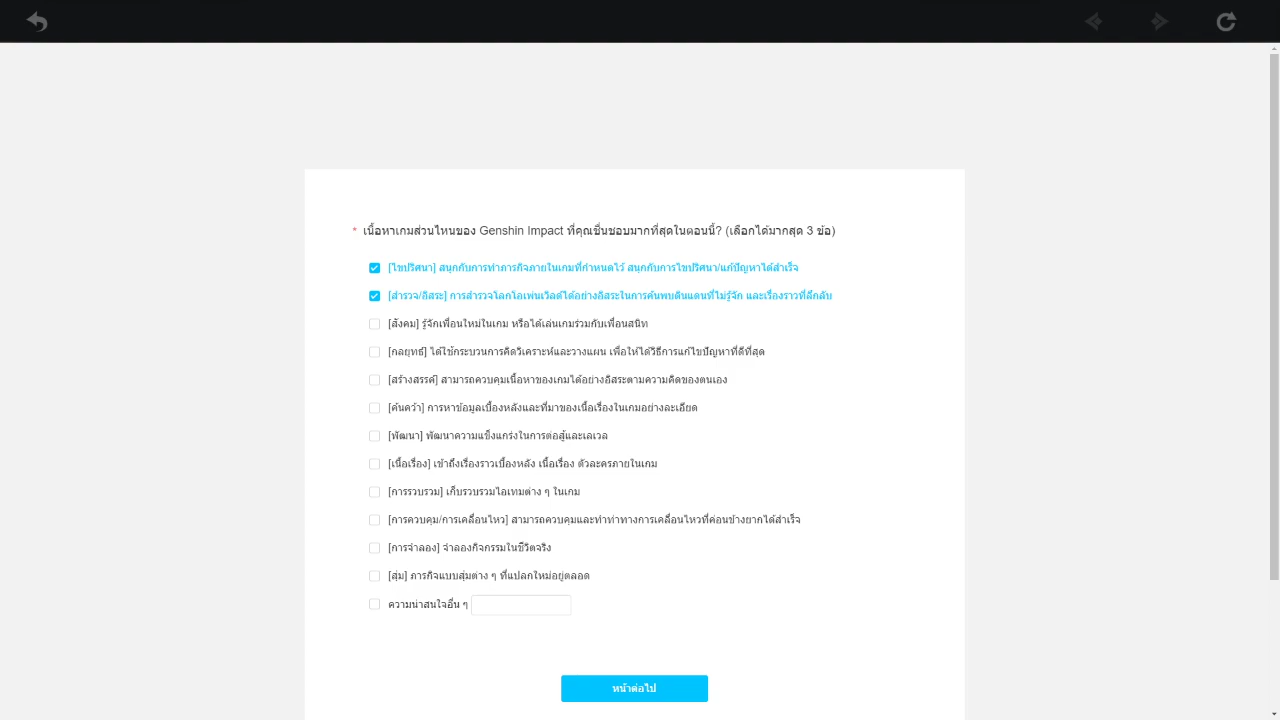 * เนื้อหาเกมส่วนไหนของ Genshin Impact ที่คุณชื่นชอบมากที่สุดในตอนนี้? (เลือกได้มากสุด 3 ข้อ)
[ไขปริศนา] สนุกกับการทำภารกิจภายในเกมที่กำหนดไว้ สนุกกับการไขปริศนา/แก้ปัญหาได้สำเร็จ
[สำรวจ/อิสระ] การสำรวจโลกโอเพ่นเวิลด์ได้อย่างอิสระในการค้นพบดินแดนที่ไม่รู้จัก และเรื่องราวที่ลึกลับ
[สังคม] รู้จักเพื่อนใหม่ในเกม หรือได้เล่นเกมร่วมกับเพื่อนสนิท
[กลยุทธ์] ได้ใช้กระบวนการคิดวิเคราะห์และวางแผน เพื่อให้ได้วิธีการแก้ไขปัญหาที่ดีที่สุด
[สร้างสรรค์] สามารถควบคุมเนื้อหาของเกมได้อย่างอิสระตามความคิดของตนเอง
[ค้นคว้า] การหาข้อมูลเบื้องหลังและที่มาของเนื้อเรื่องในเกมอย่างละเอียด
[พัฒนา] พัฒนาความแข็งแกร่งในการต่อสู้และเลเวล
[เนื้อเรื่อง] เข้าถึงเรื่องราวเบื้องหลัง เนื้อเรื่อง ตัวละครภายในเกม
[การรวบรวม] เก็บรวบรวมไอเทมต่าง ๆ ในเกม
[การควบคุม/การเคลื่อนไหว] สามารถควบคุมและทำท่าทางการเคลื่อนไหวที่ค่อนข้างยากได้สำเร็จ
[การจำลอง] จำลองกิจกรรมในชีวิตจริง
[สุ่ม] ภารกิจแบบสุ่มต่าง ๆ ที่แปลกใหม่อยู่ตลอด
ความน่าสนใจอื่น ๆ
หน้าต่อไป